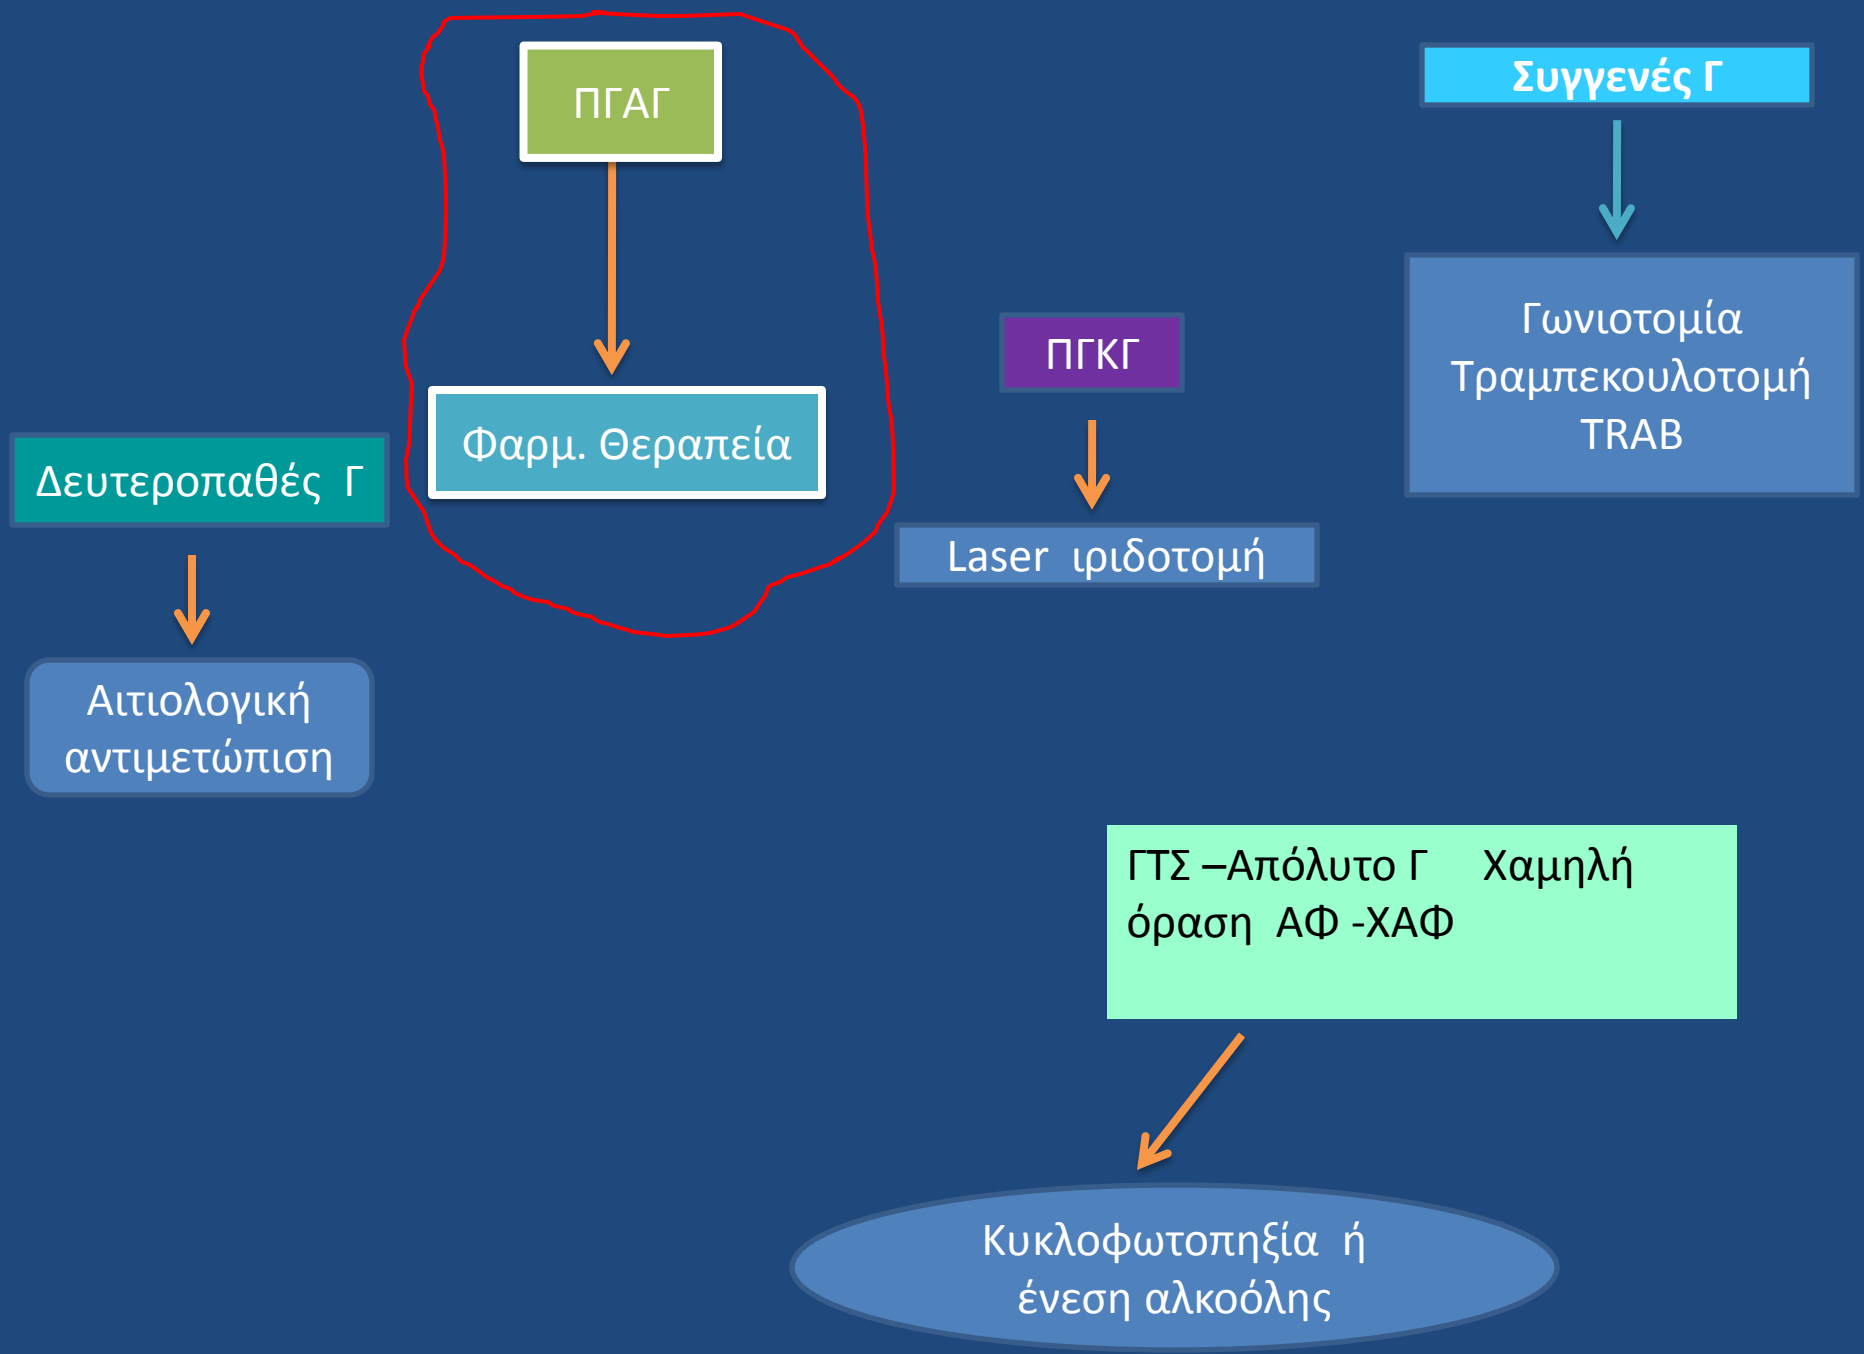 ΠΓΑΓ
Φαρμ. Θεραπεία
Συγγενές Γ
Γωνιοτομία
Τραμπεκουλοτομή
TRAB
ΠΓΚΓ
Laser ιριδοτομή
Δευτεροπαθές Γ
Αιτιολογική
αντιμετώπιση
ΓΤΣ –Απόλυτο Γ Χαμηλή
όραση ΑΦ -ΧΑΦ
Κυκλοφωτοπηξία ή
ένεση αλκοόλης